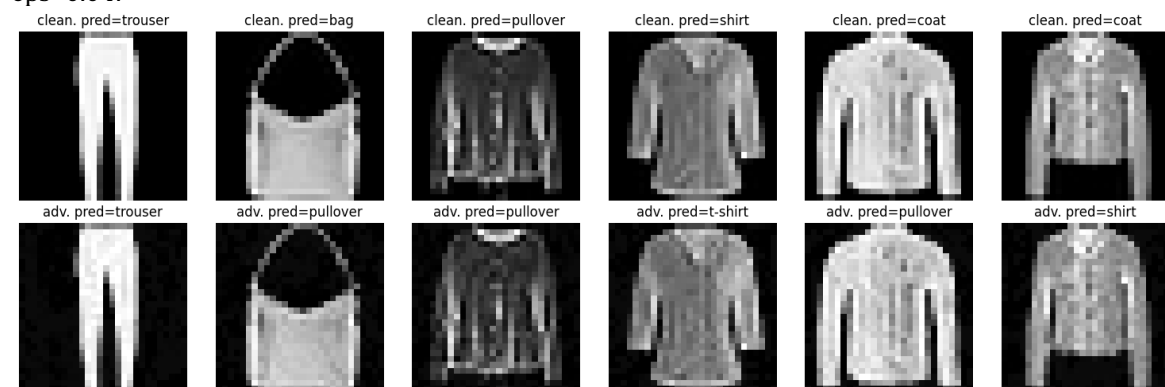 clean. pred=trouser clean. pred=bag clean. pred=pullover clean. pred=shirt clean. pred=coat clean. pred=coat
adv. pred=trouser adv. pred=pullover adv. pred=pullover adv. pred=t-shirt adv. pred=pullover adv. pred=shirt